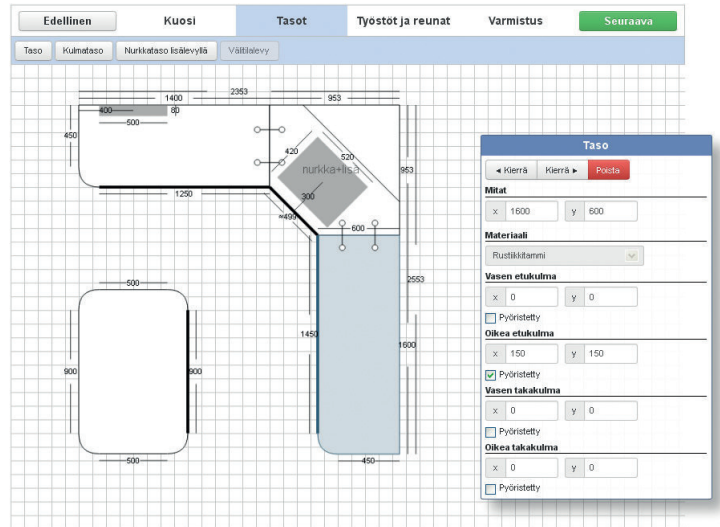 Edellinen Kuosi Tasot Työstöt ja reunat Varmistus Seuraava
Taso Kulmataso Nurkkataso lisälevyllä Välitilalevy
2353
1400 953
400 80
500
450
420
520
953
nurkka+lisä
1250
300
≈499
600
500
2553
1450
1600
900 900
500
450
Taso
◄ Kierrä Kierrä ► Poista
Mitat
x 1600 y 600
Materiaali
Rustiikkitammi
Vasen etukulma
x 0 y 0
Pyöristetty
Oikea etukulma
x 150 y 150
Pyöristetty
Vasen takakulma
x 0 y 0
Pyöristetty
Oikea takakulma
x 0 y 0
Pyöristetty